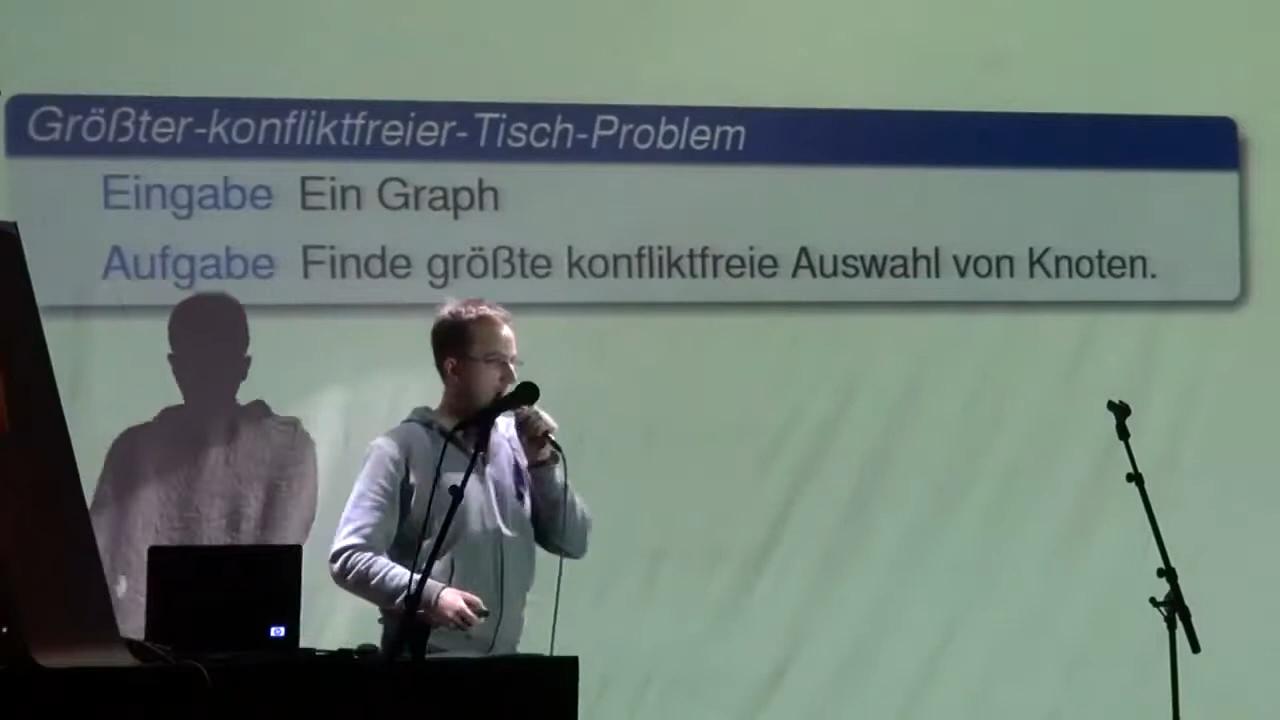 Größter-konfliktfreier-Tisch-Problem
Eingabe Ein Graph
Aufgabe Finde größte konfliktfreie Auswahl von Knoten.